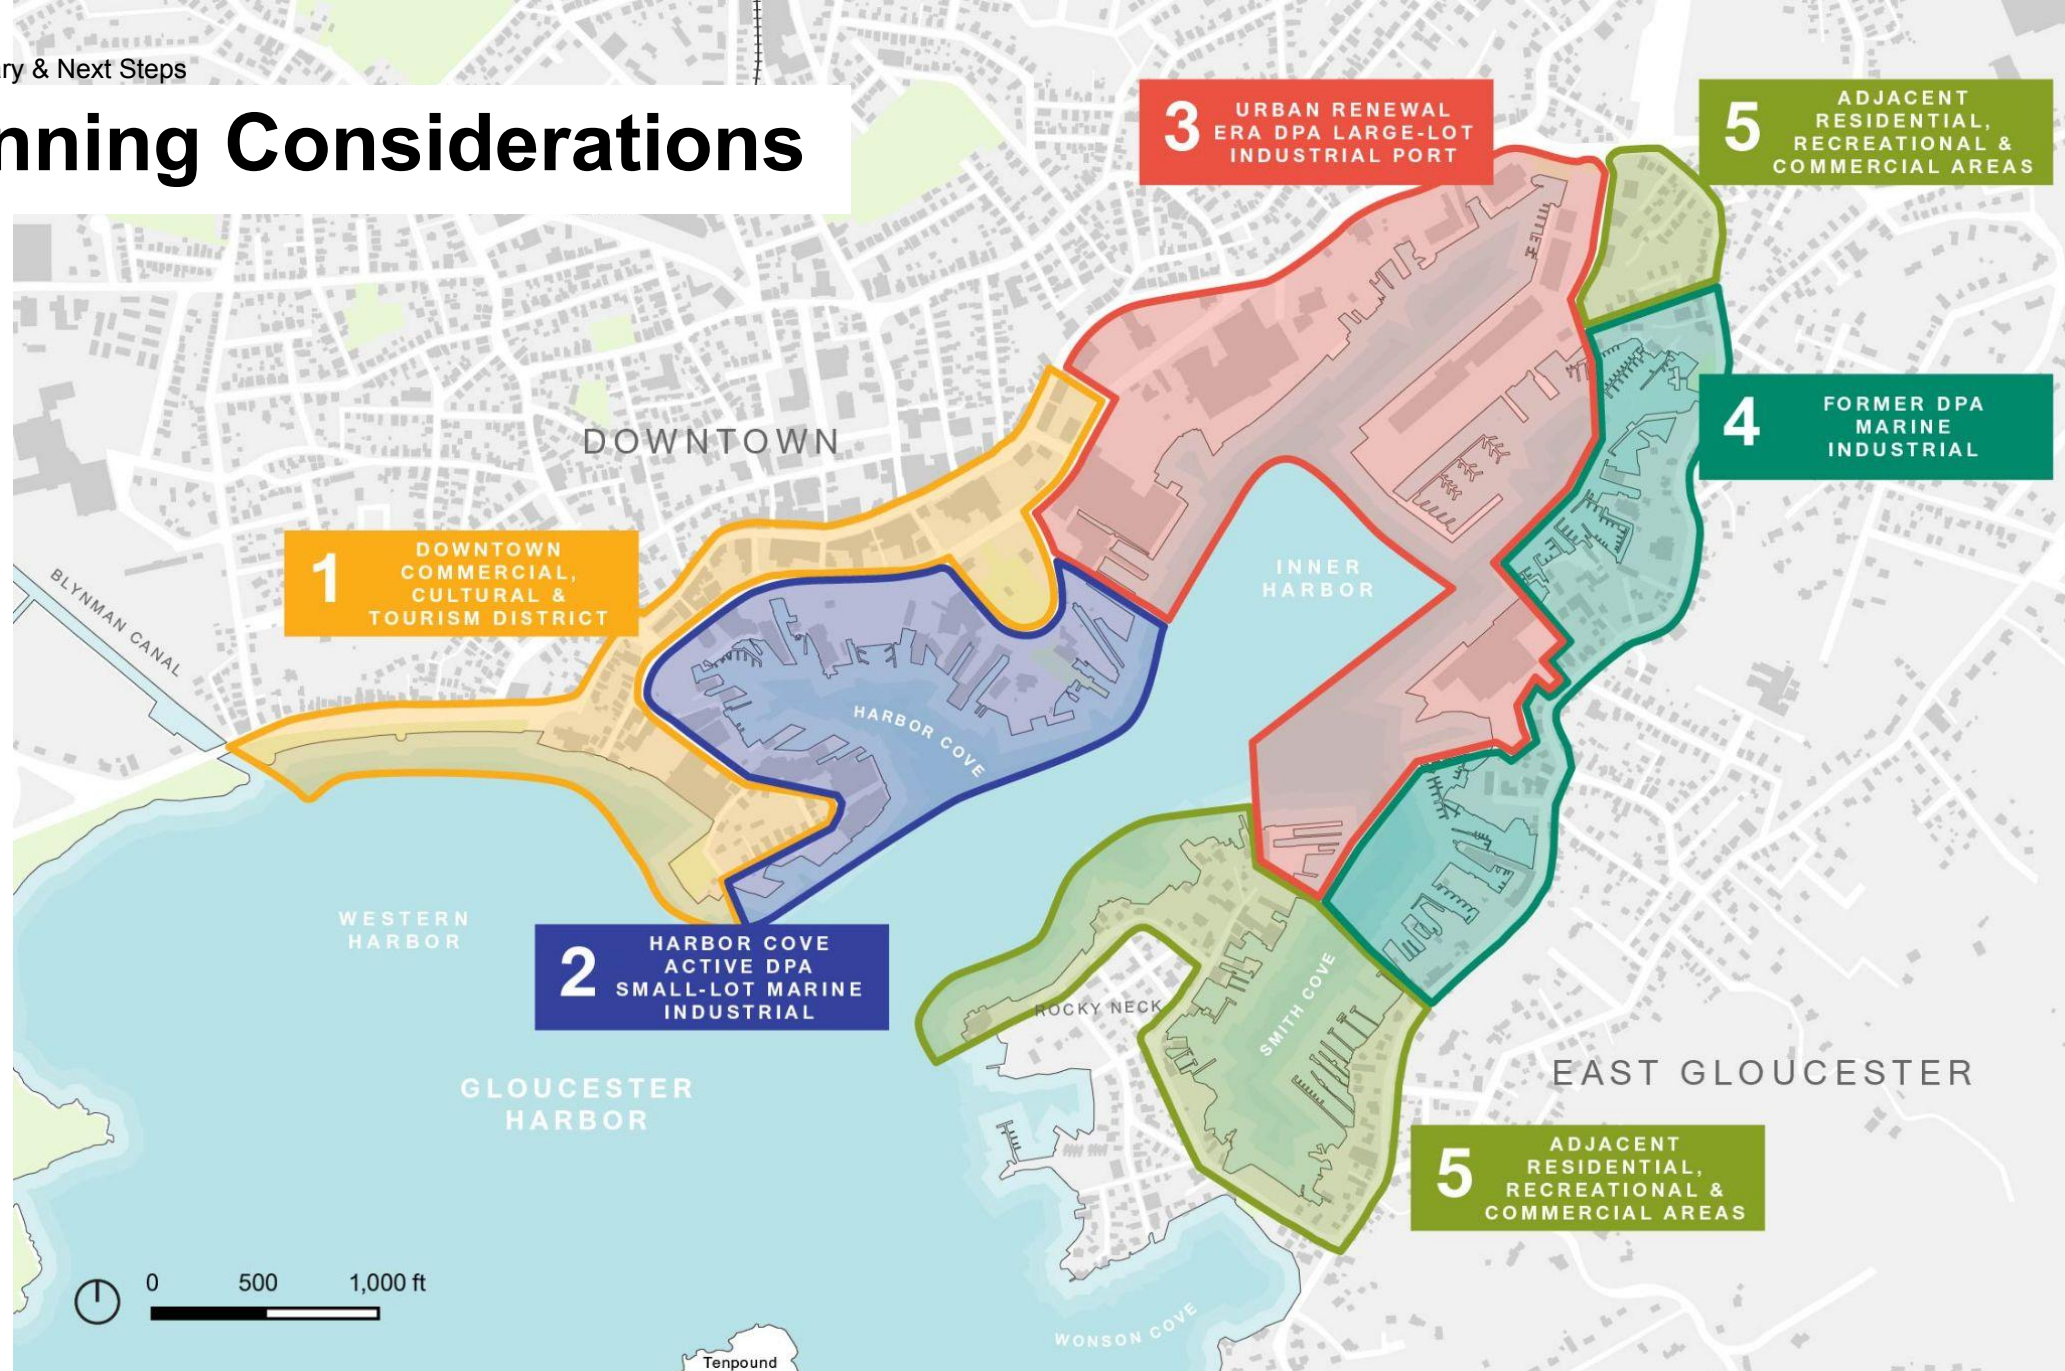 ry & Next Steps
nning Considerations
3
URBAN RENEWAL
ERA DPA LARGE-LOT
INDUSTRIAL PORT
5
ADJACENT
RESIDENTIAL,
RECREATIONAL &
COMMERCIAL AREAS
4
FORMER DPA
MARINE
INDUSTRIAL
DOWNTOWN
1
DOWNTOWN
COMMERCIAL,
CULTURAL &
TOURISM DISTRICT
INNER
HARBOR
BLYNMAN CANAL
HARBOR COVE
WESTERN
HARBOR
2
HARBOR COVE
ACTIVE DPA
SMALL-LOT MARINE
INDUSTRIAL
ROCKY NECK
SMITH COVE
GLOUCESTER
HARBOR
EAST GLOUCESTER
5
ADJACENT
RESIDENTIAL,
RECREATIONAL &
COMMERCIAL AREAS
0 500 1,000 ft
WONSON COVE
Tenpound